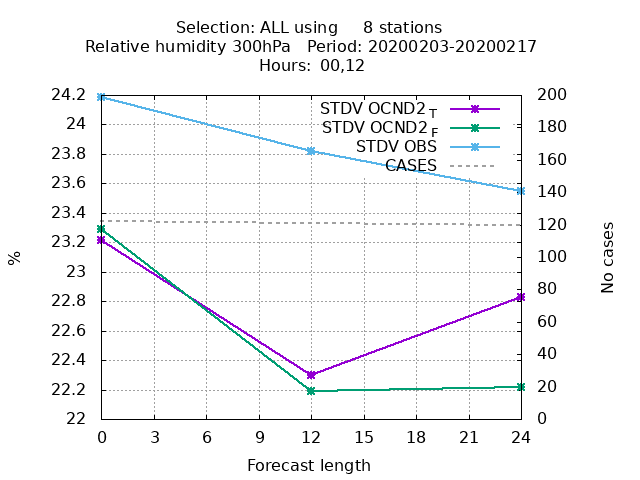 Selection: ALL using     8 stations
Relative humidity 300hPa   Period: 20200203-20200217
Hours: 00,12
STDV OCND2 T
STDV OCND2 F
STDV OBS
CASES
24.2
24
23.8
23.6
23.4
23.2
23
22.8
22.6
22.4
22.2
22
%
200
180
160
140
120
100
80
60
40
20
0
No cases
0 3 6 9 12 15 18 21 24
Forecast length